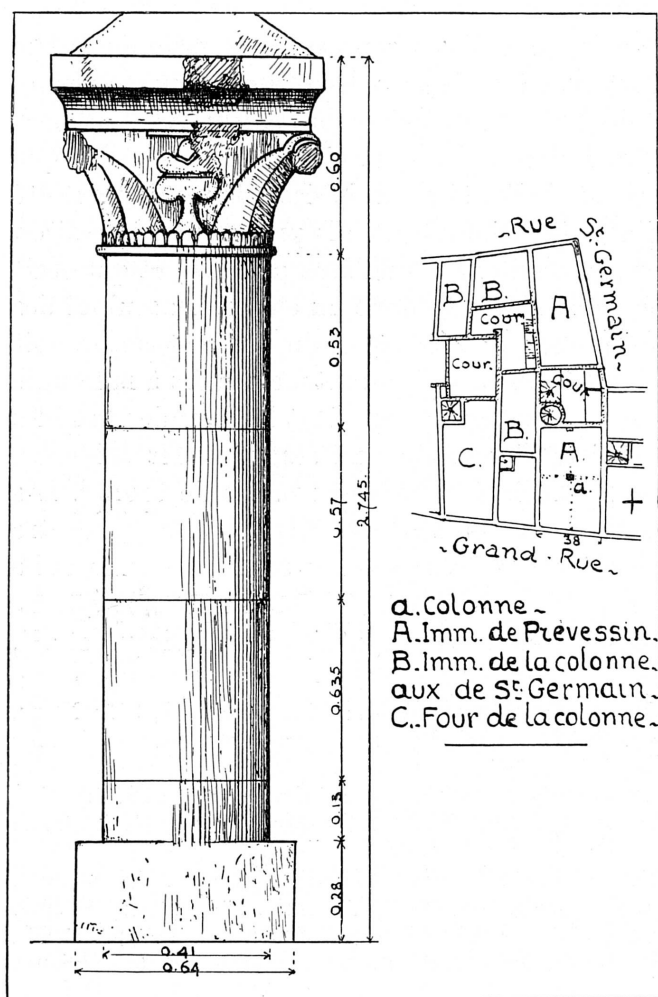 0.60
0.53
0.57
2.745
0.635
0.13
0.28
0.41
0.64
Rue St. Germain
B.
B.
A
Cour
Cour.
Cour
B.
A.
C.
a.
+
38
Grand. Rue.
a. Colonne
A. Imm. de Prévessin.
B. Imm. de la colonne.
aux de St. Germain.
C. Four de la colonne